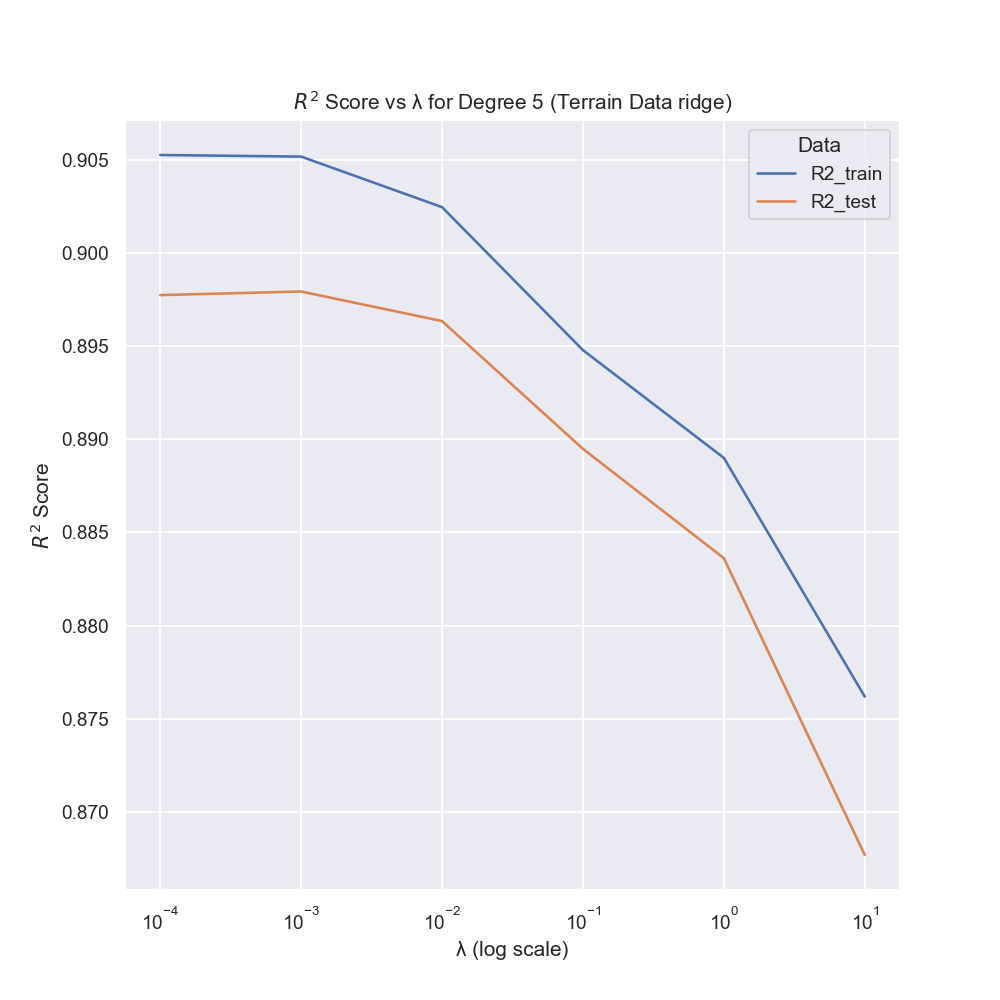 R² Score vs λ for Degree 5 (Terrain Data ridge)
Data
R2_train
R2_test
0.905
0.900
0.895
0.890
0.885
0.880
0.875
0.870
R² Score
10⁻⁴ 10⁻³ 10⁻² 10⁻¹ 10⁰ 10¹
λ (log scale)